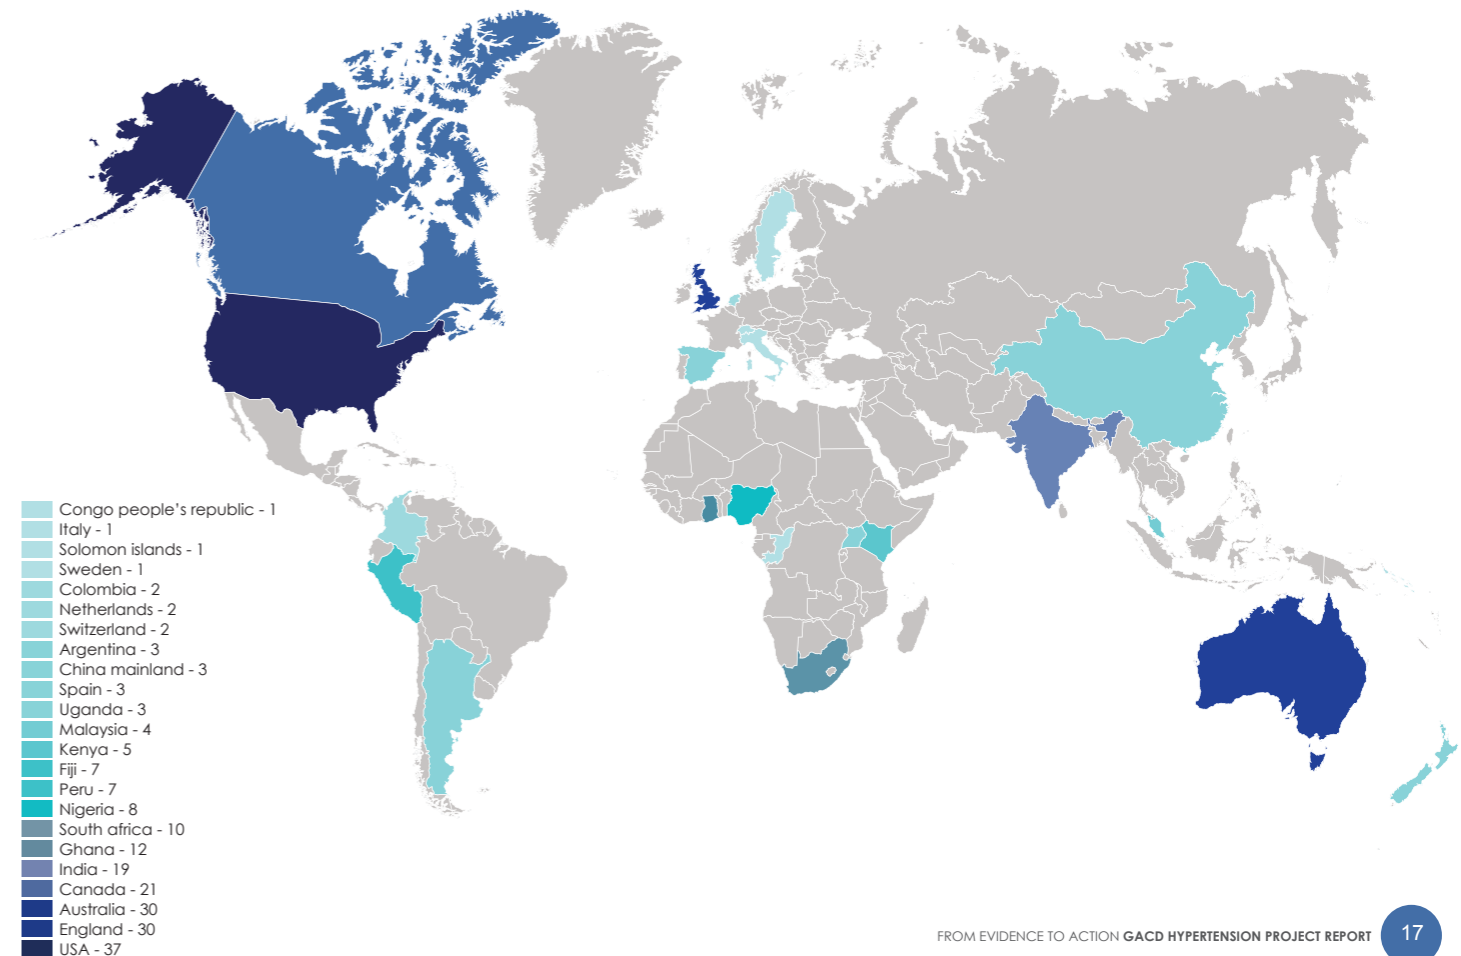 Congo people's republic - 1
Italy - 1
Solomon islands - 1
Sweden - 1
Colombia - 2
Netherlands - 2
Switzerland - 2
Argentina - 3
China mainland - 3
Spain - 3
Uganda - 3
Malaysia - 4
Kenya - 5
Fiji - 7
Peru - 7
Nigeria - 8
South africa - 10
Ghana - 12
India - 19
Canada - 21
Australia - 30
England - 30
USA - 37
FROM EVIDENCE TO ACTION GACD HYPERTENSION PROJECT REPORT 17